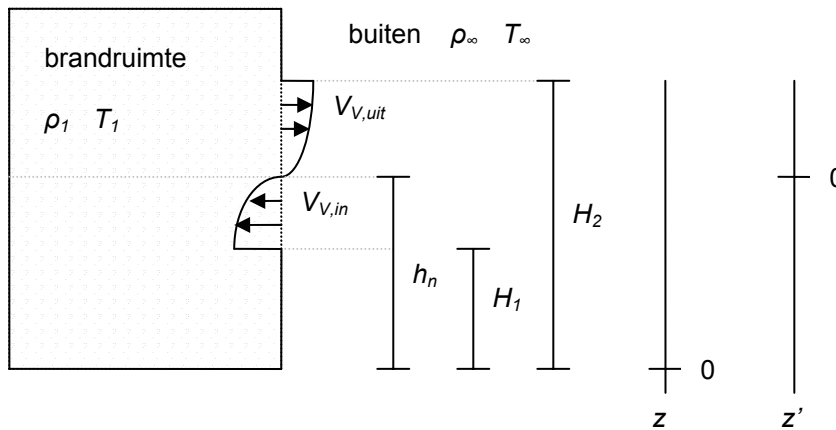 buiten ρ∞ T∞
brandruimte
ρ1 T1
VV,uit
0
VV,in
H2
hn
H1
0
z z’